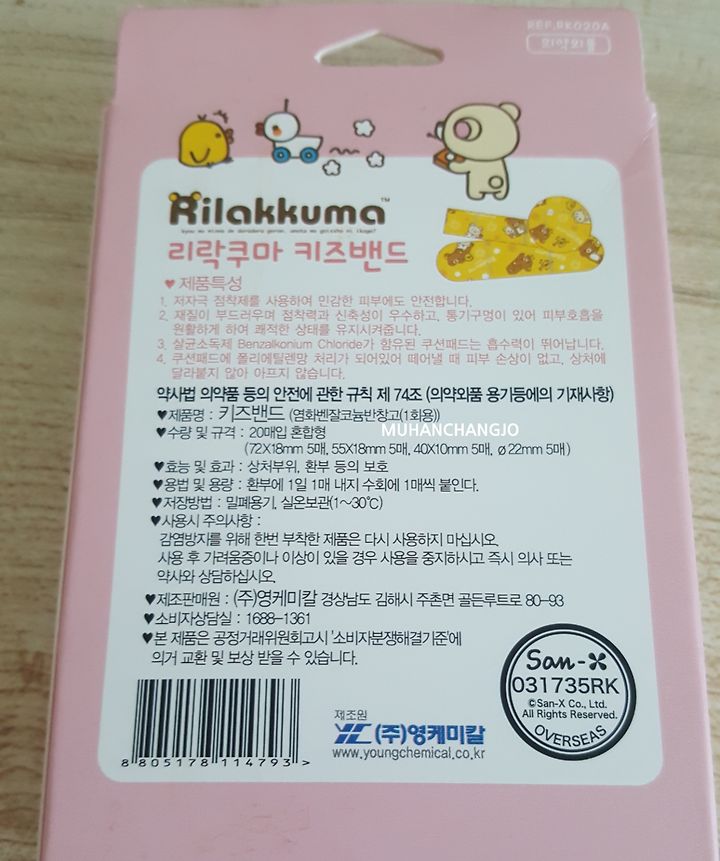 REF.RK020A
의약외품
Rilakkuma™
리락쿠마 키즈밴드
♥ 제품특성
1. 저자극 점착제를 사용하여 민감한 피부에도 안전합니다.
2. 재질이 부드러우며 점착력과 신축성이 우수하고, 통기구멍이 있어 피부호흡을
원활하게 하여 쾌적한 상태를 유지시켜줍니다.
3. 살균소독제 Benzalkonium Chloride가 함유된 쿠션패드는 흡수력이 뛰어납니다.
4. 쿠션패드에 폴리에틸렌망 처리가 되어있어 떼어낼 때 피부 손상이 없고, 상처에
달라붙지 않아 아프지 않습니다.
약사법 의약품 등의 안전에 관한 규칙 제 74조 (의약외품 용기등에의 기재사항)
♥제품명 : 키즈밴드 (염화벤잘코늄반창고(1회용))
MUHANCHANGJO
♥수량 및 규격 : 20매입 혼합형
(72X18mm 5매, 55X18mm 5매, 40X10mm 5매, ø22mm 5매)
♥효능 및 효과 : 상처부위, 환부 등의 보호
♥용법 및 용량 : 환부에 1일 1매 내지 수회에 1매씩 붙인다.
♥저장방법 : 밀폐용기, 실온보관(1~30℃)
♥사용시 주의사항 :
감염방지를 위해 한번 부착한 제품은 다시 사용하지 마십시오.
사용 후 가려움증이나 이상이 있을 경우 사용을 중지하시고 즉시 의사 또는
약사와 상담하십시오.
♥제조판매원 : (주)영케미칼 경상남도 김해시 주촌면 골든루트로 80-93
♥소비자상담실 : 1688-1361
♥본 제품은 공정거래위원회고시 '소비자분쟁해결기준'에
의거 교환 및 보상 받을 수 있습니다.
San-X
031735RK
©San-X Co., Ltd.
All Rights Reserved.
OVERSEAS
제조원
YC (주)영케미칼
www.youngchemical.co.kr
8 805178 114793 >